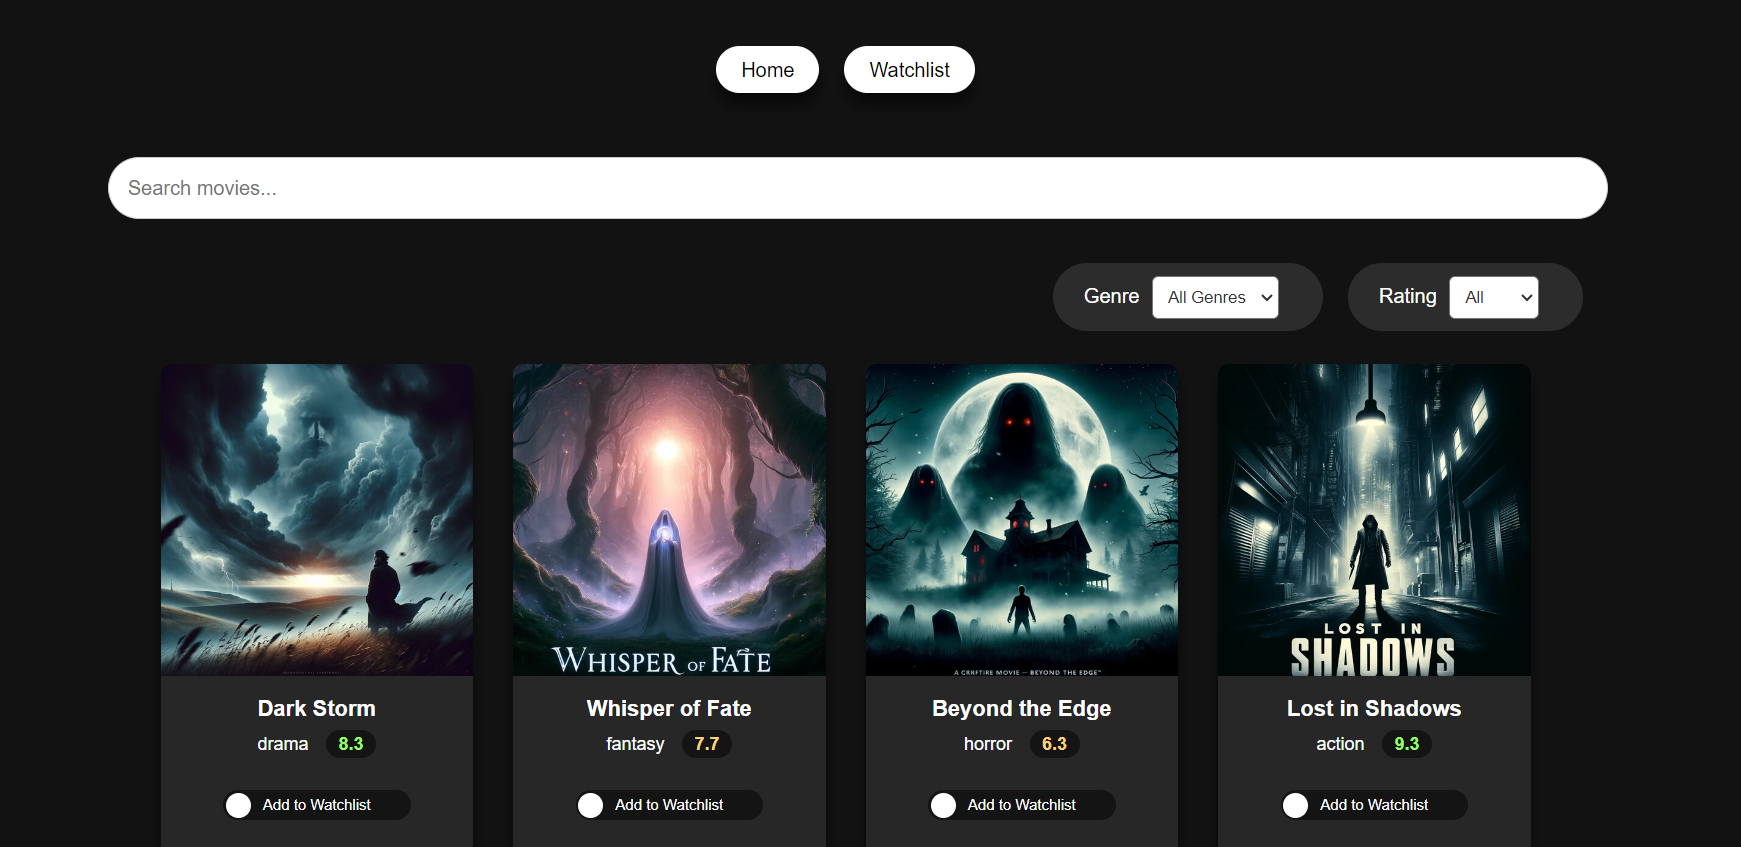 Home Watchlist
Search movies...
Genre All Genres Rating All
WHISPER OF FATE
BEYOND THE EDGE
LOST IN
SHADOWS
Dark Storm Whisper of Fate Beyond the Edge Lost in Shadows
drama 8.3 fantasy 7.7 horror 6.3 action 9.3
Add to Watchlist Add to Watchlist Add to Watchlist Add to Watchlist